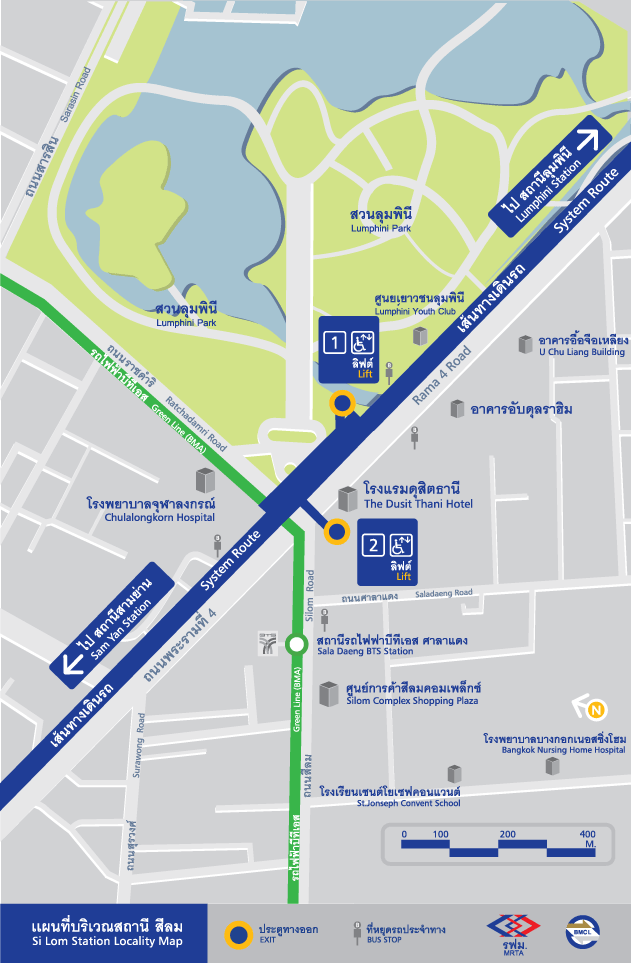 ถนนสารสิน
Sarasin Road
ไป สถานีลุมพินี
Lumphini Station
System Route
เส้นทางเดินรถ
สวนลุมพินี
Lumphini Park
ศูนย์เยาวชนลุมพินี
Lumphini Youth Club
สวนลุมพินี
Lumphini Park
1
ลิฟต์
Lift
อาคารอื้อจือเหลียง
U Chu Liang Building
Rama 4 Road
อาคารอับดุลราฮิม
ถนนราชดำริ
Ratchadamri Road
รถไฟฟ้าบีทีเอส
Green Line (BMA)
โรงพยาบาลจุฬาลงกรณ์
Chulalongkorn Hospital
โรงแรมดุสิตธานี
The Dusit Thani Hotel
2
ลิฟต์
Lift
System Route
ไป สถานีสามย่าน
Sam Yan Station
ถนนพระรามที่ 4
เส้นทางเดินรถ
Silom Road
ถนนศาลาแดง
Saladaeng Road
สถานีรถไฟฟ้าบีทีเอส ศาลาแดง
Sala Daeng BTS Station
Green Line (BMA)
ศูนย์การค้าสีลมคอมเพล็กซ์
Silom Complex Shopping Plaza
N
Surawong Road
ถนนสุรวงศ์
ถนนสีลม
รถไฟฟ้าบีทีเอส
โรงพยาบาลบางกอกเนอสซิ่งโฮม
Bangkok Nursing Home Hospital
โรงเรียนเซนต์โยเซฟคอนแวนต์
St.Jonseph Convent School
0 100 200 400
M.
แผนที่บริเวณสถานี สีลม
Si Lom Station Locality Map
ประตูทางออก
EXIT
ที่หยุดรถประจำทาง
BUS STOP
รฟม.
MRTA
BMCL